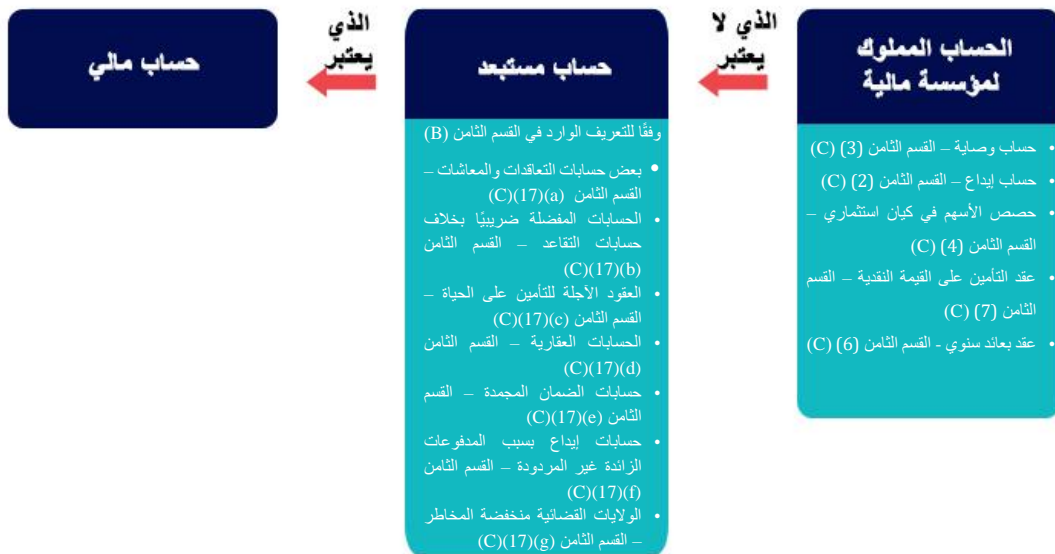 الحساب المملوك
لمؤسسة مالية
• حساب وصاية – القسم الثامن (3) (C)
• حساب إيداع – القسم الثامن (2) (C)
• حصص الأسهم في كيان استثماري –
القسم الثامن (4) (C)
• عقد التأمين على القيمة النقدية – القسم
الثامن (7) (C)
• عقد بعائد سنوي - القسم الثامن (6) (C)
الذي لا
يعتبر
حساب مستبعد
وفقًا للتعريف الوارد في القسم الثامن (B)
• بعض حسابات التعاقدات والمعاشات –
القسم الثامن (C)(17)(a)
• الحسابات المفضلة ضريبيًا بخلاف
حسابات التقاعد – القسم الثامن
(C)(17)(b)
• العقود الآجلة للتأمين على الحياة –
القسم الثامن (C)(17)(c)
• الحسابات العقارية – القسم الثامن
(C)(17)(d)
• حسابات الضمان المجمدة – القسم
الثامن (C)(17)(e)
• حسابات إيداع بسبب المدفوعات
الزائدة غير المردودة – القسم الثامن
(C)(17)(f)
• الولايات القضائية منخفضة المخاطر
– القسم الثامن (C)(17)(g)
الذي
يعتبر
حساب مالي